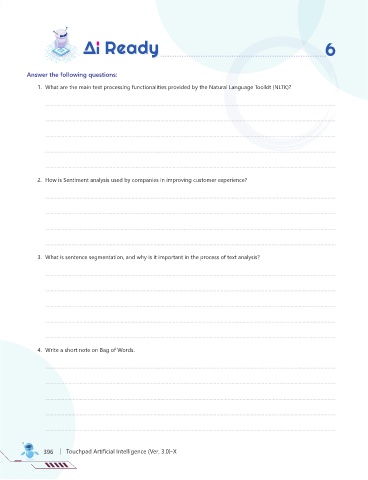 Ai Ready 6
Answer the following questions:
1. What are the main text processing functionalities provided by the Natural Language Toolkit (NLTK)?
2. How is Sentiment analysis used by companies in improving customer experience?
3. What is sentence segmentation, and why is it important in the process of text analysis?
4. Write a short note on Bag of Words.
396 | Touchpad Artificial Intelligence (Ver. 3.0)-X